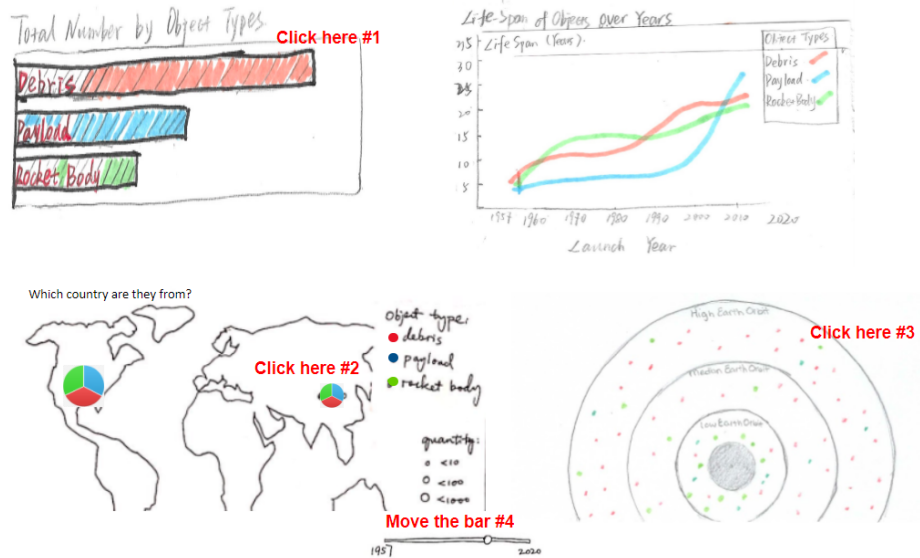 Total Number by Object Types
Click here #1
Debris
Payload
Rocket Body
Life-Span of Objects over Years
Life Span (Years).
30
20
15
10
5
1957 1960 1970 1980 1990 2000 2010 2020
Launch Year
Object Types
Debris
Payload
Rocket Body
Which country are they from?
Click here #2
Object type:
debris
payload
rocket body
quantity:
<10
<100
<1000
Move the bar #4
1957
2020
High Earth Orbit
Click here #3
Median Earth Orbit
Low Earth Orbit